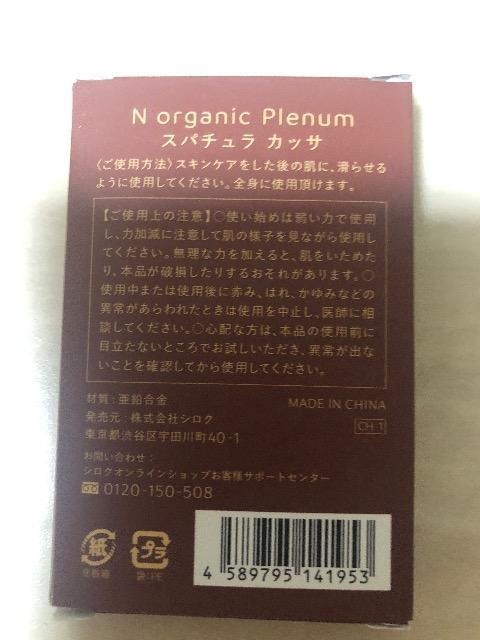 N organic Plenum
スパチュラ カッサ
〈ご使用方法〉スキンケアをした後の肌に、滑らせる
ように使用してください。全身に使用頂けます。
【ご使用上の注意】○使い始めは弱い力で使用
し、力加減に注意して肌の様子を見ながら使用し
てください。無理な力を加えると、肌をいためた
り、本品が破損したりするおそれがあります。○
使用中または使用後に赤み、はれ、かゆみなどの
異常があらわれたときは使用を中止し、医師に相
談してください。○心配な方は、本品の使用前に
目立たないところでお試しいただき、異常が出な
いことを確認してから使用してください。
材質：亜鉛合金
MADE IN CHINA
発売元：株式会社シロク
CH-1
東京都渋谷区宇田川町40-1
お問い合わせ：
シロクオンラインショップお客様サポートセンター
0120-150-508
紙
プラ
袋:PE
4 589795 141953